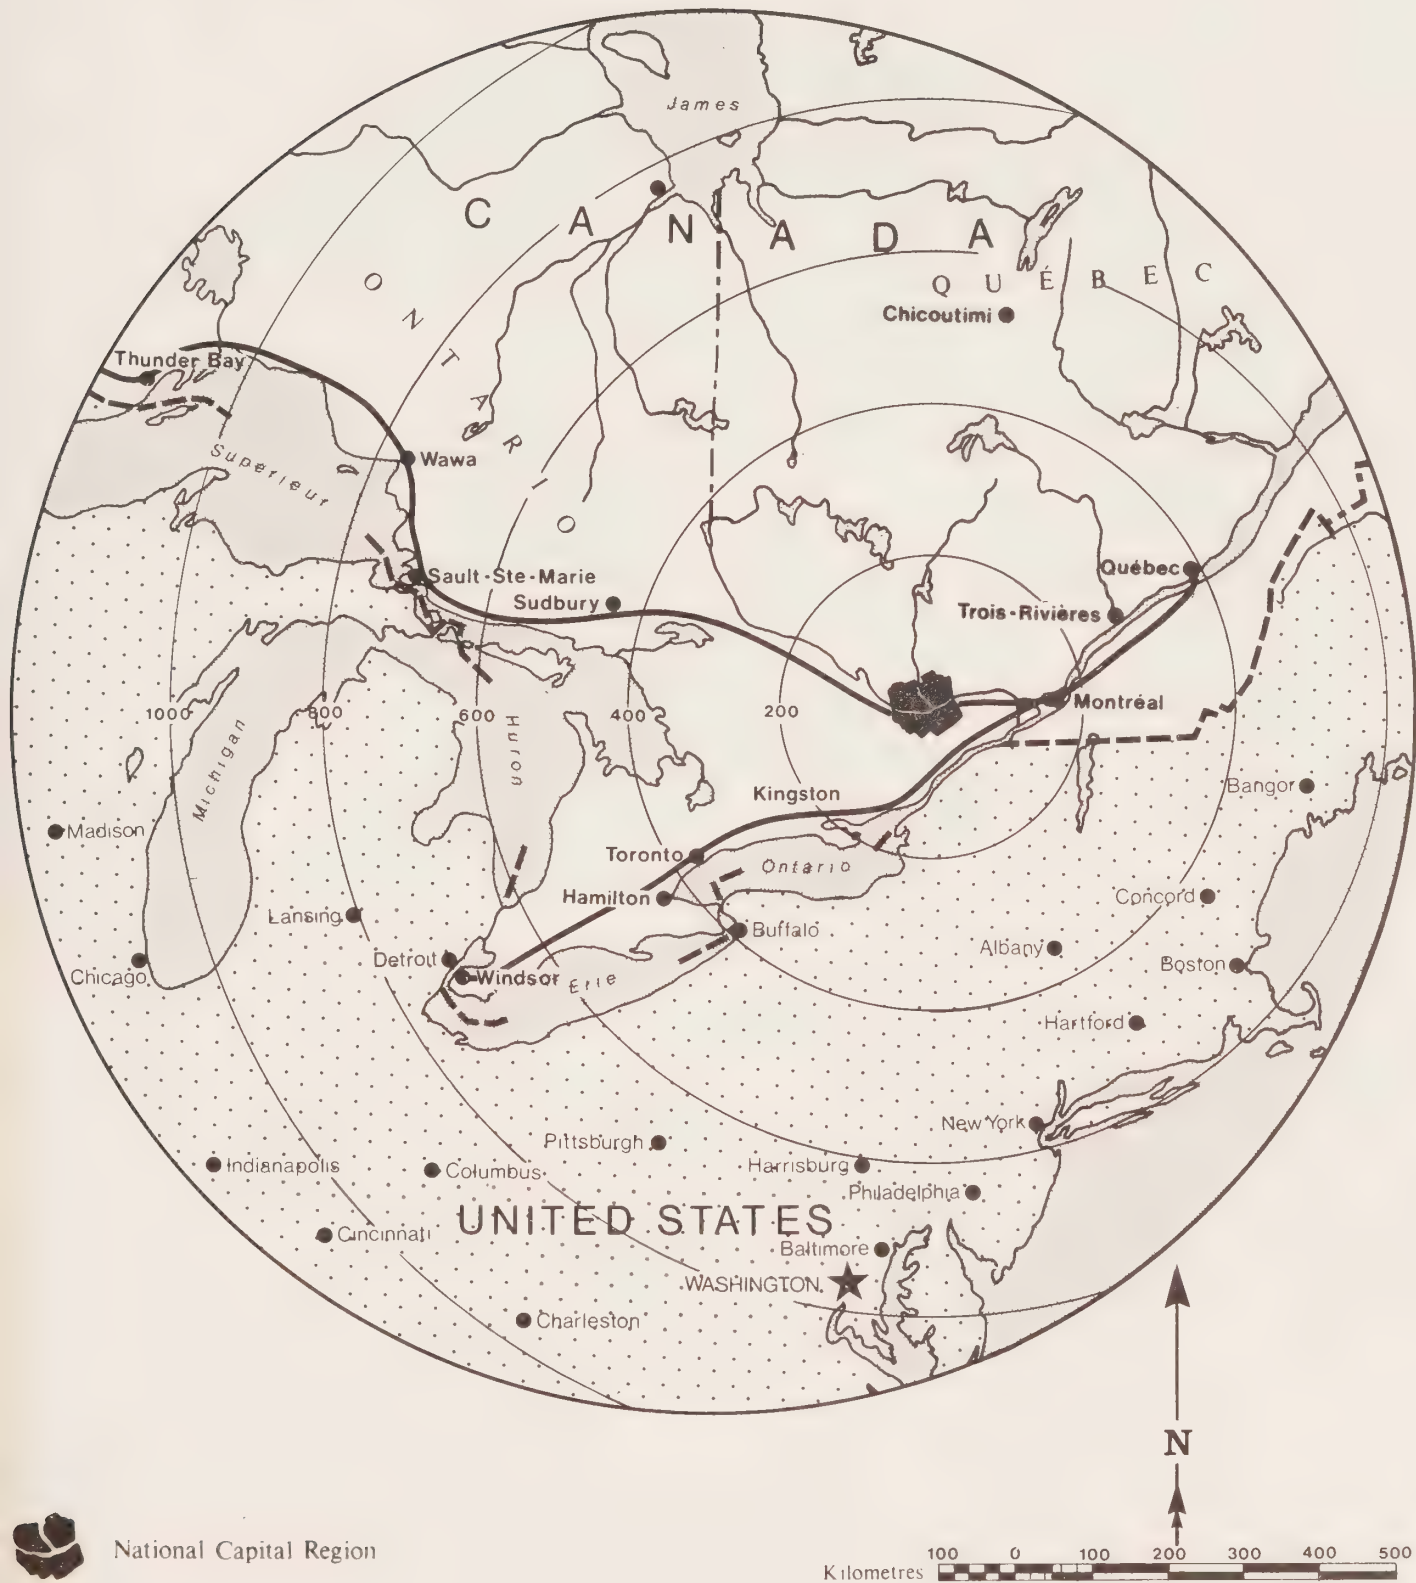 James
C A N A D A
ONTARIO
QUÉBEC
Chicoutimi
Thunder Bay
Wawa
Superieur
Sault-Ste-Marie
Sudbury
Québec
Trois-Rivières
1000
800
600
400
200
Montréal
Michigan
Huron
Kingston
Bangor
Madison
Toronto
Ontario
Hamilton
Concord
Lansing
Buffalo
Albany
Detroit
Boston
Chicago
Windsor
Erie
Hartford
New York
Pittsburgh
Indianapolis
Columbus
Harrisburg
Philadelphia
UNITED STATES
Cincinnati
Baltimore
WASHINGTON
Charleston
N
National Capital Region
Kilometres 100 0 100 200 300 400 500